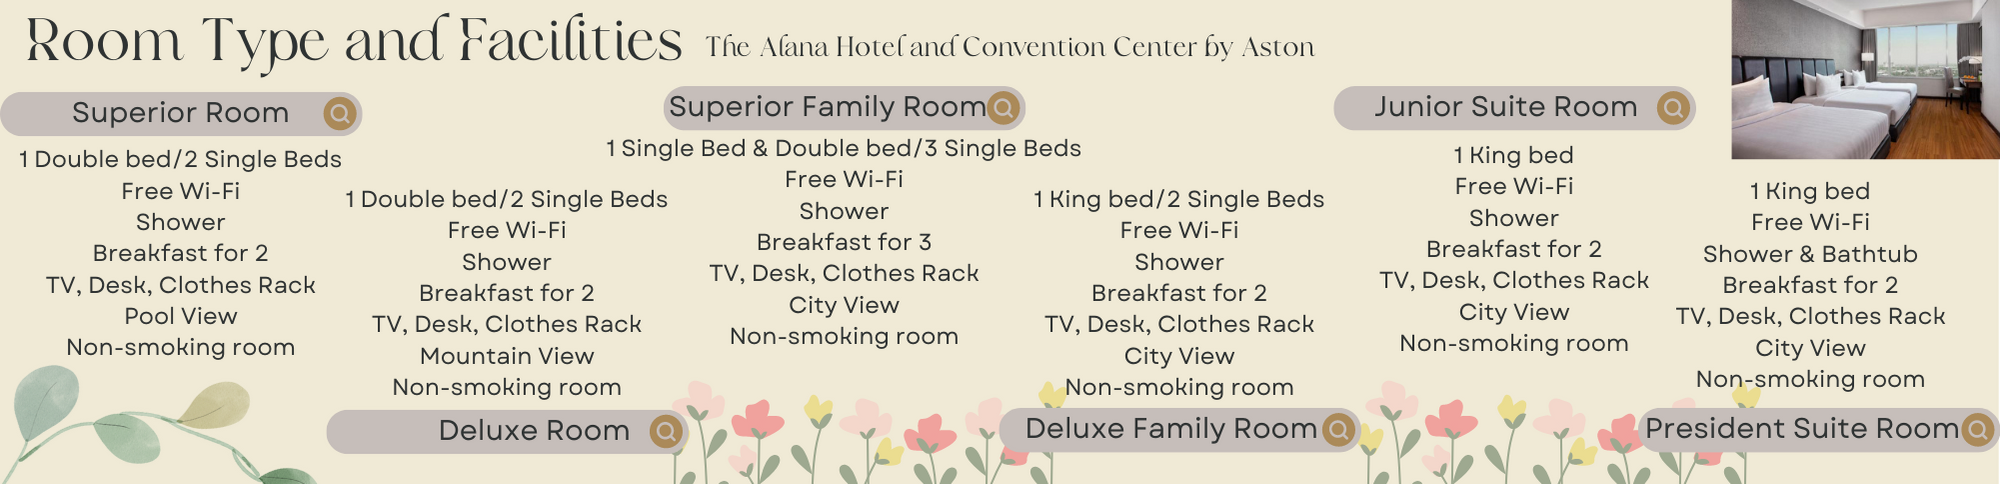 Room Type and Facilities
The Alana Hotel and Convention Center by Aston
Superior Room
1 Double bed/2 Single Beds
Free Wi-Fi
Shower
Breakfast for 2
TV, Desk, Clothes Rack
Pool View
Non-smoking room
1 Double bed/2 Single Beds
Free Wi-Fi
Shower
Breakfast for 2
TV, Desk, Clothes Rack
Mountain View
Non-smoking room
Deluxe Room
Superior Family Room
1 Single Bed & Double bed/3 Single Beds
Free Wi-Fi
Shower
Breakfast for 3
TV, Desk, Clothes Rack
City View
Non-smoking room
1 King bed/2 Single Beds
Free Wi-Fi
Shower
Breakfast for 2
TV, Desk, Clothes Rack
City View
Non-smoking room
Deluxe Family Room
Junior Suite Room
1 King bed
Free Wi-Fi
Shower
Breakfast for 2
TV, Desk, Clothes Rack
City View
Non-smoking room
1 King bed
Free Wi-Fi
Shower & Bathtub
Breakfast for 2
TV, Desk, Clothes Rack
City View
Non-smoking room
President Suite Room